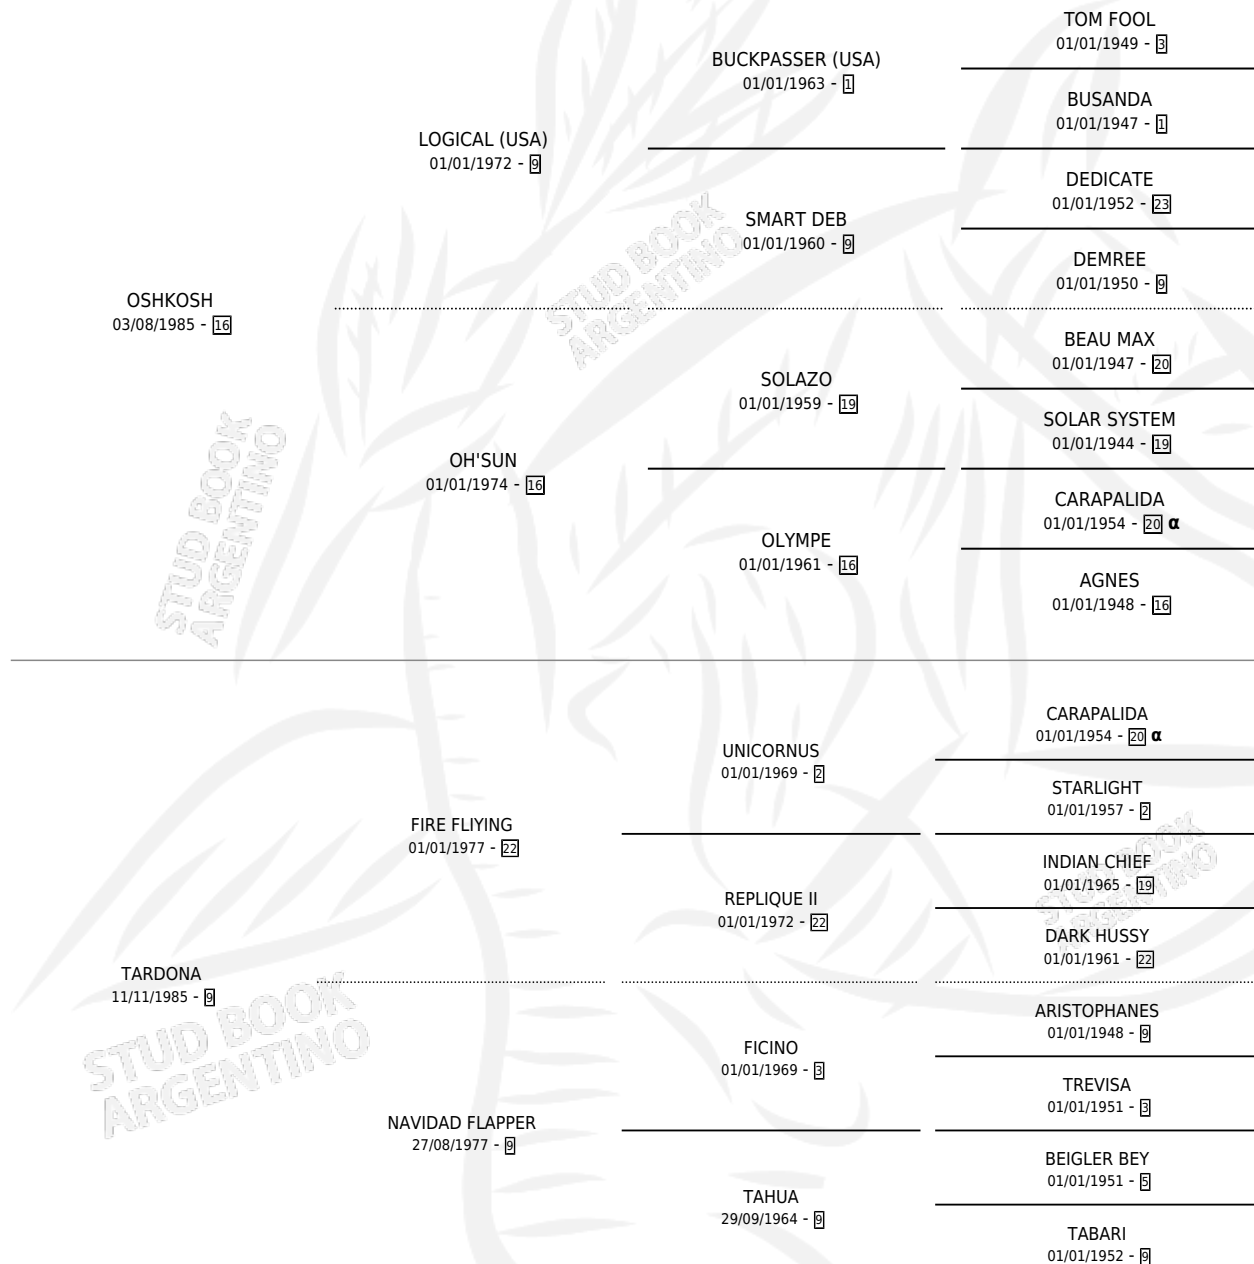 TOM FOOL
01/01/1949 - 3
BUCKPASSER (USA)
01/01/1963 - 1
BUSANDA
01/01/1947 - 1
LOGICAL (USA)
01/01/1972 - 9
DEDICATE
01/01/1952 - 23
SMART DEB
01/01/1960 - 9
DEMREE
01/01/1950 - 9
OSHKOSH
03/08/1985 - 16
BEAU MAX
01/01/1947 - 20
SOLAZO
01/01/1959 - 19
SOLAR SYSTEM
01/01/1944 - 19
OH'SUN
01/01/1974 - 16
CARAPALIDA
01/01/1954 - 20 α
OLYMPE
01/01/1961 - 16
AGNES
01/01/1948 - 16
CARAPALIDA
01/01/1954 - 20 α
UNICORNUS
01/01/1969 - 2
STARLIGHT
01/01/1957 - 2
FIRE FLIYING
01/01/1977 - 22
INDIAN CHIEF
01/01/1965 - 19
REPLIQUE II
01/01/1972 - 22
DARK HUSSY
01/01/1961 - 22
TARDONA
11/11/1985 - 9
ARISTOPHANES
01/01/1948 - 9
FICINO
01/01/1969 - 3
TREVISA
01/01/1951 - 3
NAVIDAD FLAPPER
27/08/1977 - 9
BEIGLER BEY
01/01/1951 - 5
TAHUA
29/09/1964 - 9
TABARI
01/01/1952 - 9
STUD BOOK
ARGENTINO
STUD BOOK
ARGENTINO
STUD BOOK
ARGENTINO
STUD BOOK
ARGENTINO